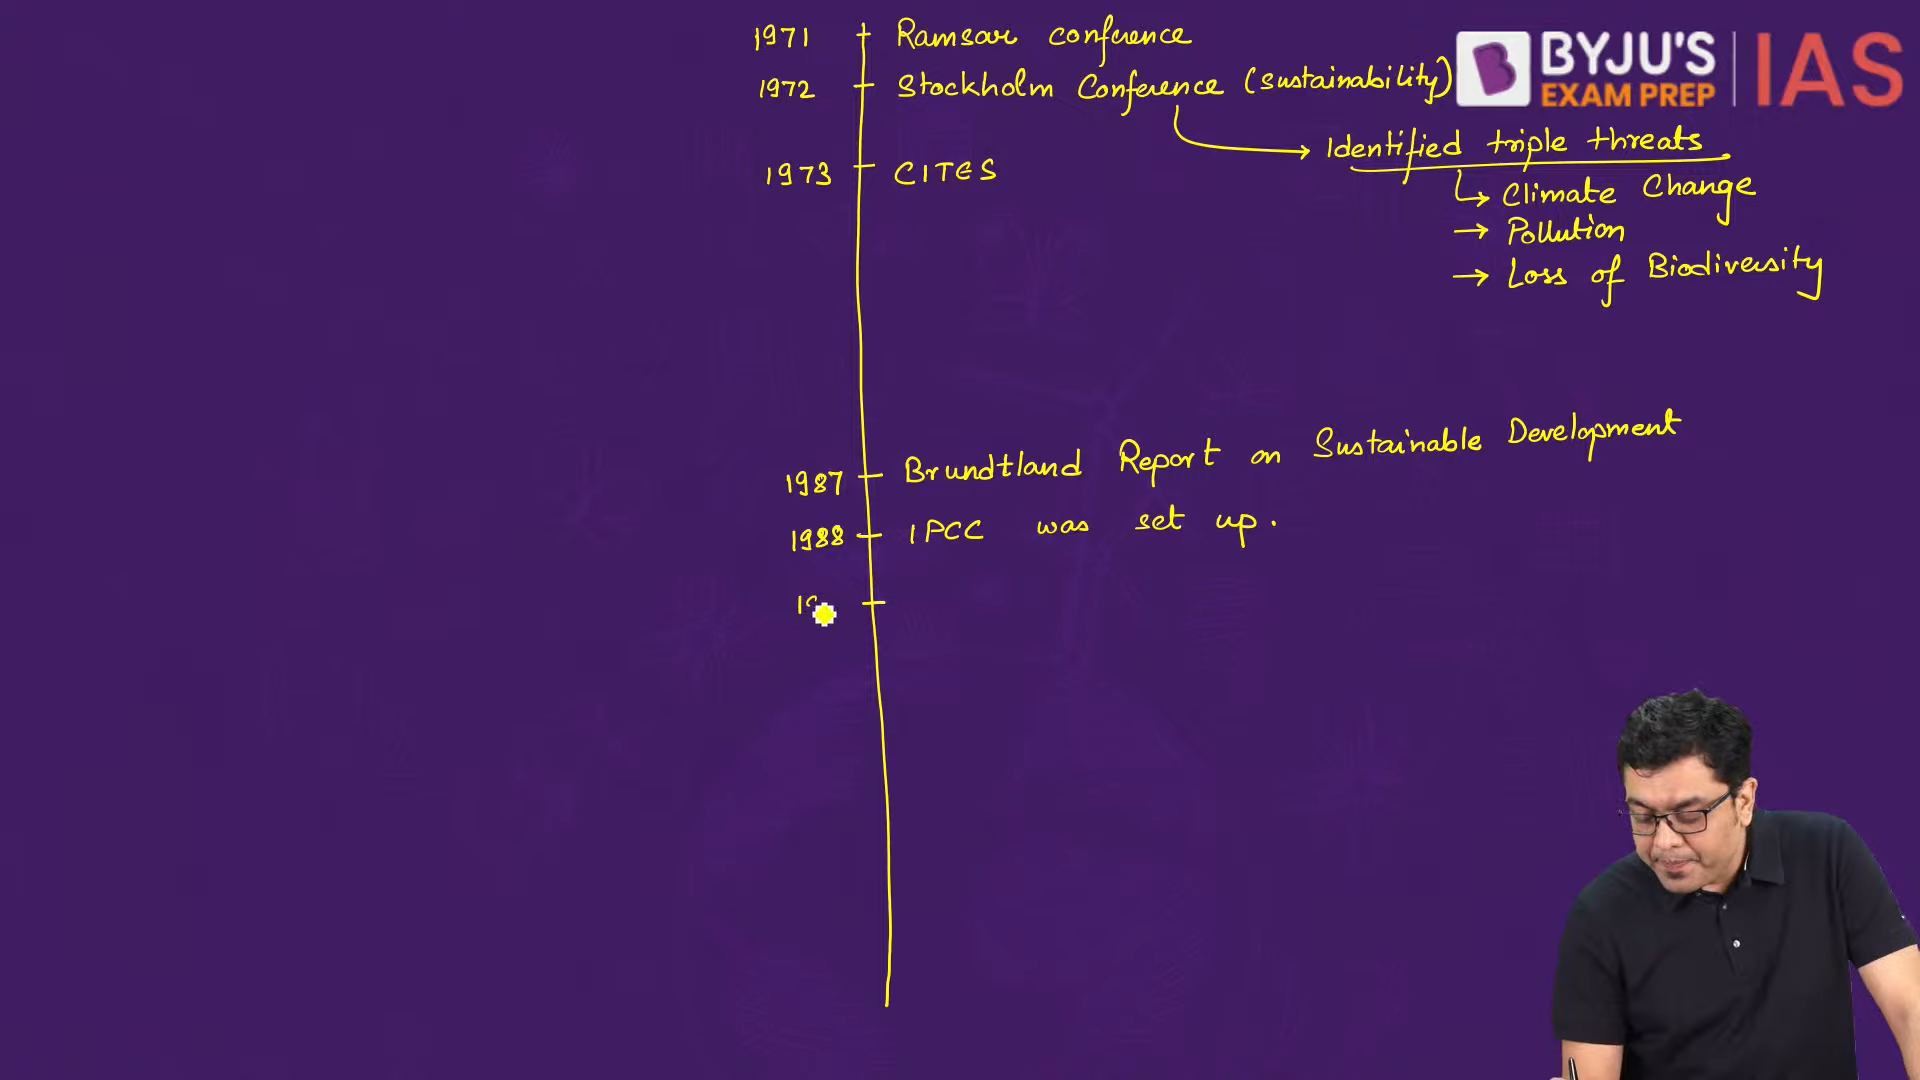 1971 Ramsar conference
1972 Stockholm Conference (sustainability)
BYJU'S
EXAM PREP
IAS
Identified triple threats
Climate Change
Pollution
Loss of Biodiversity
1973 CITES
1987 Brundtland Report on Sustainable Development
1988 IPCC was set up.